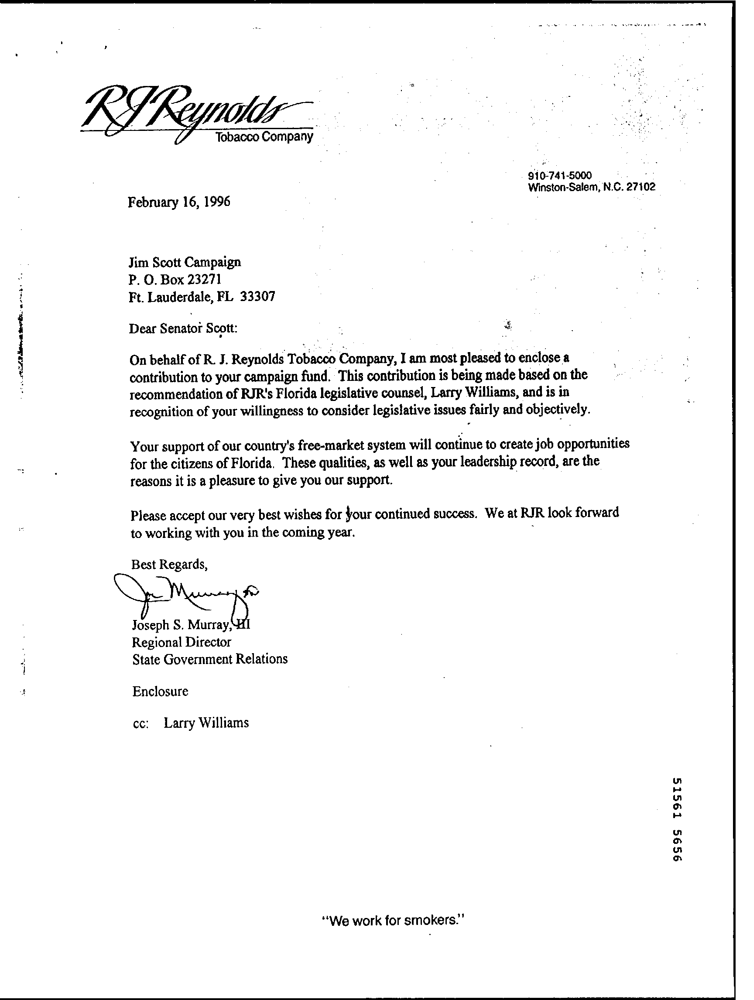 RJReynolds
Tobacco Company
910-741-5000
Winston-Salem, N.C. 27102
February 16, 1996
Jim Scott Campaign
P. O. Box 23271
Ft. Lauderdale, FL 33307
Dear Senator Scott:
On behalf of R. J. Reynolds Tobacco Company, I am most pleased to enclose a
contribution to your campaign fund. This contribution is being made based on the
recommendation of RJR's Florida legislative counsel, Larry Williams, and is in
recognition of your willingness to consider legislative issues fairly and objectively.
Your support of our country's free-market system will continue to create job opportunities
for the citizens of Florida. These qualities, as well as your leadership record, are the
reasons it is a pleasure to give you our support.
Please accept our very best wishes for your continued success. We at RJR look forward
to working with you in the coming year.
Best Regards,
Joseph S. Murray, III
Regional Director
State Government Relations
Enclosure
cc: Larry Williams
51561 5656
"We work for smokers."